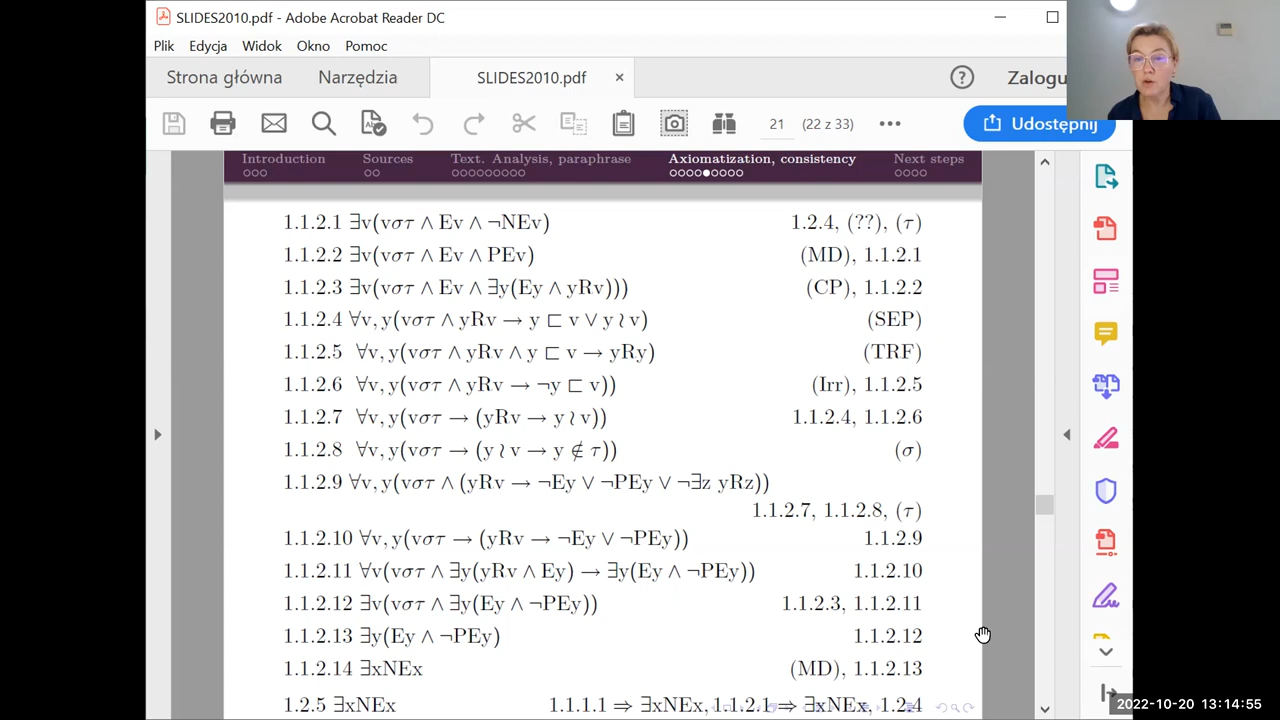 SLIDES2010.pdf - Adobe Acrobat Reader DC
Plik Edycja Widok Okno Pomoc
Strona główna Narzędzia SLIDES2010.pdf × ? Zalogu
21 (22 z 33) Udostępnij
Introduction Sources Text. Analysis, paraphrase Axiomatization, consistency Next steps
1.1.2.1 ∃v(vστ ∧ Ev ∧ ¬NEv) 1.2.4, (??), (τ)
1.1.2.2 ∃v(vστ ∧ Ev ∧ PEv) (MD), 1.1.2.1
1.1.2.3 ∃v(vστ ∧ Ev ∧ ∃y(Ey ∧ yRv))) (CP), 1.1.2.2
1.1.2.4 ∀v, y(vστ ∧ yRv → y ⊏ v ∨ y ≀ v) (SEP)
1.1.2.5 ∀v, y(vστ ∧ yRv ∧ y ⊏ v → yRy) (TRF)
1.1.2.6 ∀v, y(vστ ∧ yRv → ¬y ⊏ v)) (Irr), 1.1.2.5
1.1.2.7 ∀v, y(vστ → (yRv → y ≀ v)) 1.1.2.4, 1.1.2.6
1.1.2.8 ∀v, y(vστ → (y ≀ v → y ∉ τ)) (σ)
1.1.2.9 ∀v, y(vστ ∧ (yRv → ¬Ey ∨ ¬PEy ∨ ¬∃z yRz))
1.1.2.7, 1.1.2.8, (τ)
1.1.2.10 ∀v, y(vστ → (yRv → ¬Ey ∨ ¬PEy)) 1.1.2.9
1.1.2.11 ∀v(vστ ∧ ∃y(yRv ∧ Ey) → ∃y(Ey ∧ ¬PEy)) 1.1.2.10
1.1.2.12 ∃v(vστ ∧ ∃y(Ey ∧ ¬PEy)) 1.1.2.3, 1.1.2.11
1.1.2.13 ∃y(Ey ∧ ¬PEy) 1.1.2.12
1.1.2.14 ∃xNEx (MD), 1.1.2.13
1.2.5 ∃xNEx 1.1.1.1 ⇒ ∃xNEx, 1.1.2.1 ⇒ ∃xNEx, 1.2.4
2022-10-20 13:14:55